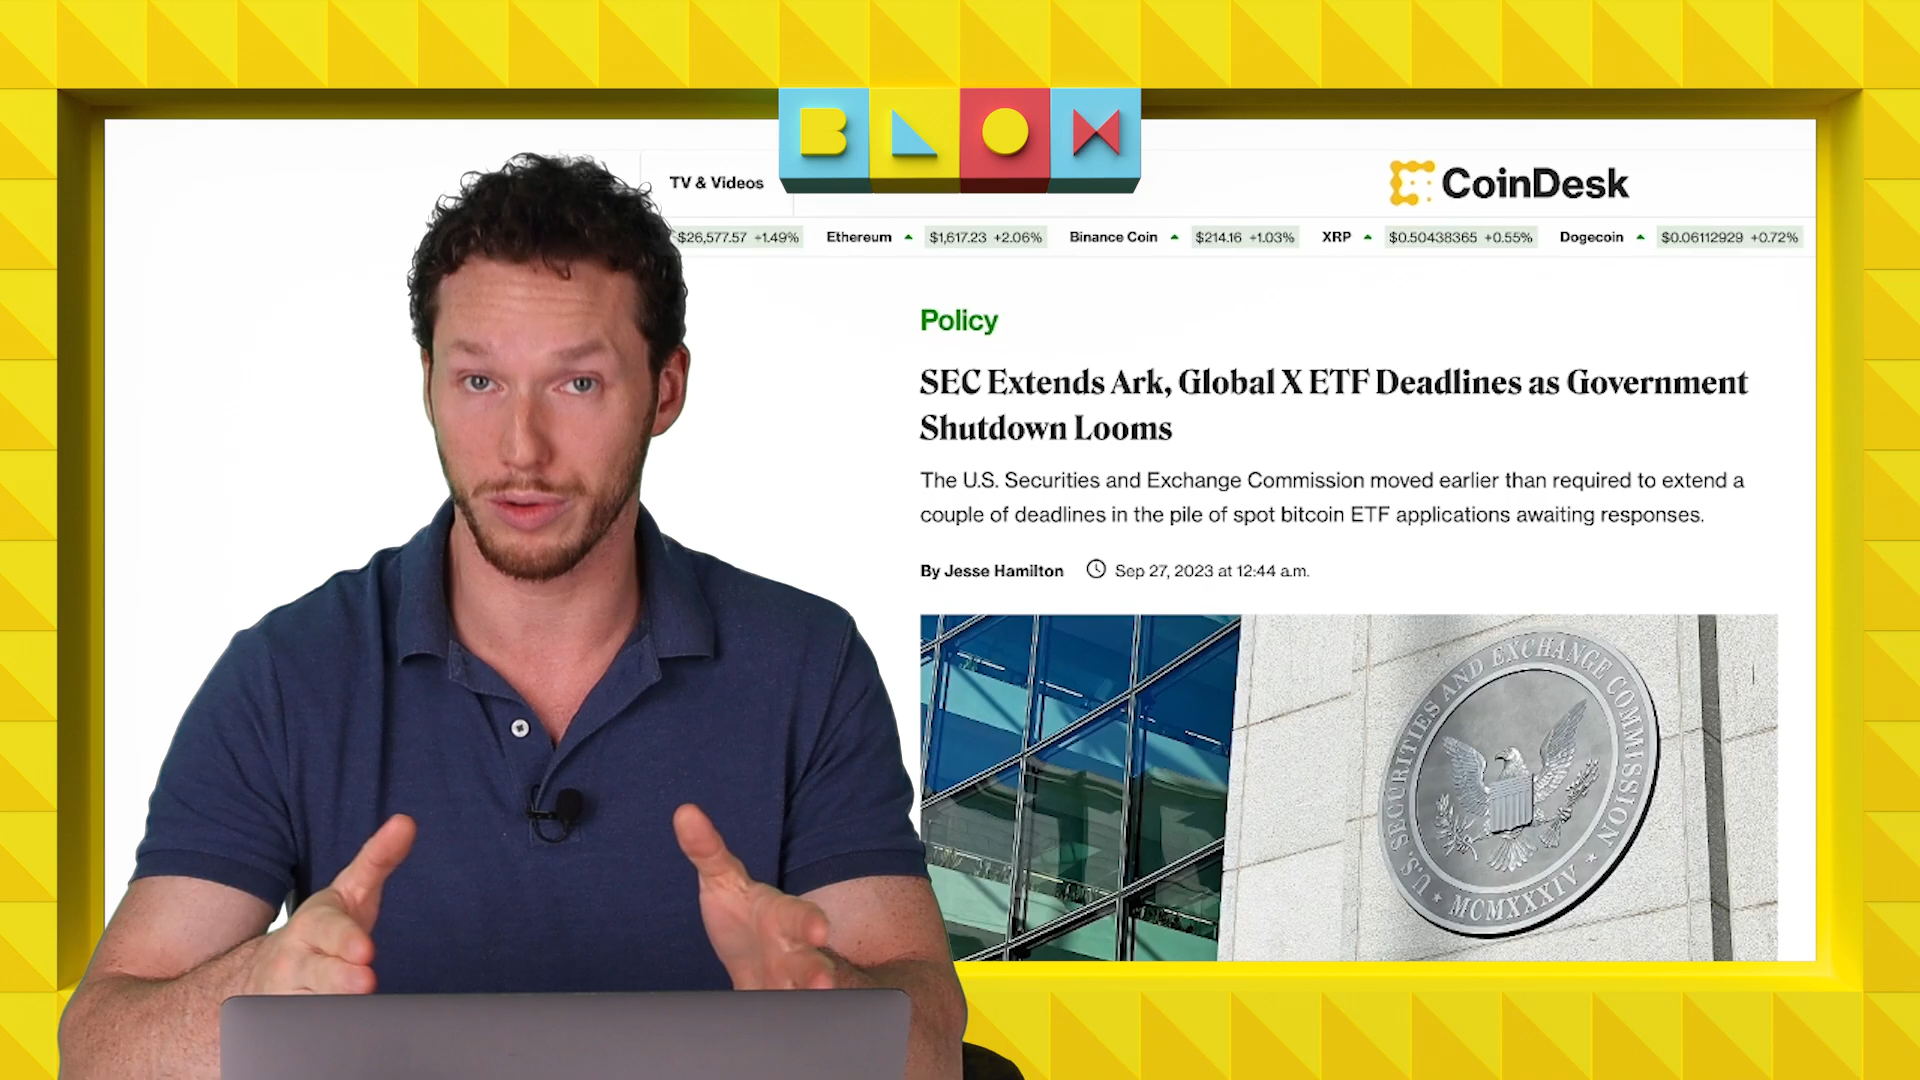 BLOX
TV & Videos
CoinDesk
$26,577.57 +1.49% Ethereum $1,617.23 +2.06% Binance Coin $214.16 +1.03% XRP $0.50438365 +0.55% Dogecoin $0.06112929 +0.72%
Policy
SEC Extends Ark, Global X ETF Deadlines as Government
Shutdown Looms
The U.S. Securities and Exchange Commission moved earlier than required to extend a
couple of deadlines in the pile of spot bitcoin ETF applications awaiting responses.
By Jesse Hamilton Sep 27, 2023 at 12:44 a.m.
U.S. SECURITIES AND EXCHANGE COMMISSION
MCMXXXIV